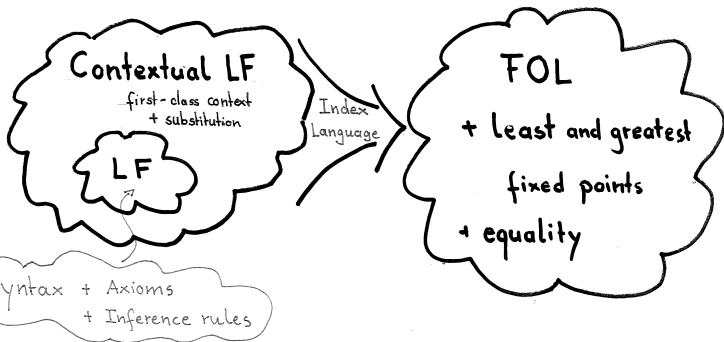 Contextual LF
first-class context
+ substitution
LF
Index
Language
FOL
+ least and greatest
fixed points
+ equality
yntax + Axioms
+ Inference rules